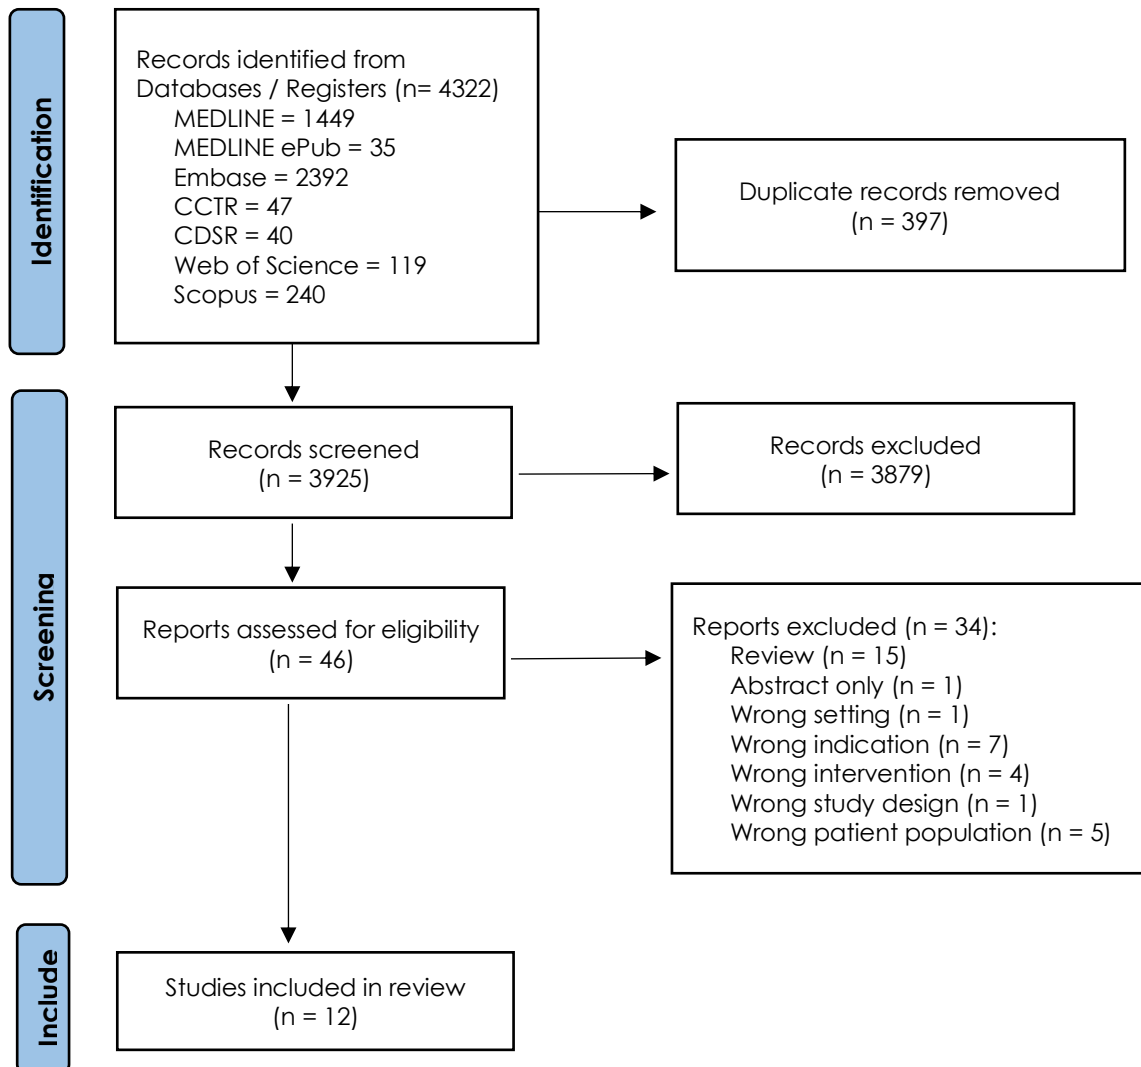 Identification
Records identified from
Databases / Registers (n= 4322)
MEDLINE = 1449
MEDLINE ePub = 35
Embase = 2392
CCTR = 47
CDSR = 40
Web of Science = 119
Scopus = 240
Duplicate records removed
(n = 397)
Screening
Records screened
(n = 3925)
Records excluded
(n = 3879)
Reports assessed for eligibility
(n = 46)
Reports excluded (n = 34):
Review (n = 15)
Abstract only (n = 1)
Wrong setting (n = 1)
Wrong indication (n = 7)
Wrong intervention (n = 4)
Wrong study design (n = 1)
Wrong patient population (n = 5)
Include
Studies included in review
(n = 12)